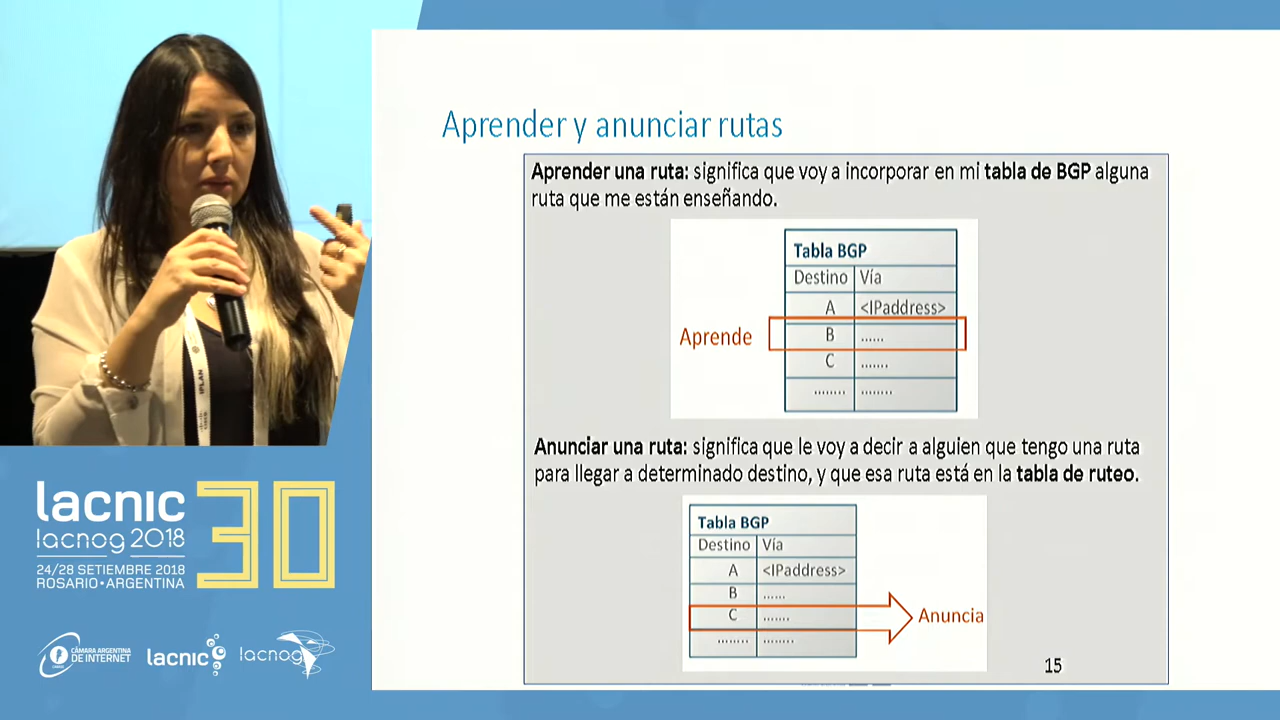 Aprender y anunciar rutas
Aprender una ruta: significa que voy a incorporar en mi tabla de BGP alguna
ruta que me están enseñando.
Tabla BGP
Destino Vía
A <IPaddress>
Aprende
B ......
C .......
........ ........
Anunciar una ruta: significa que le voy a decir a alguien que tengo una ruta
para llegar a determinado destino, y que esa ruta está en la tabla de ruteo.
Tabla BGP
Destino Vía
A <IPaddress>
B ......
C .......
Anuncia
........ ........
15
IPLAN
lacnic 30
lacnog 2018
24/28 SETIEMBRE 2018
ROSARIO • ARGENTINA
CÁMARA ARGENTINA
DE INTERNET
lacnic
lacnog